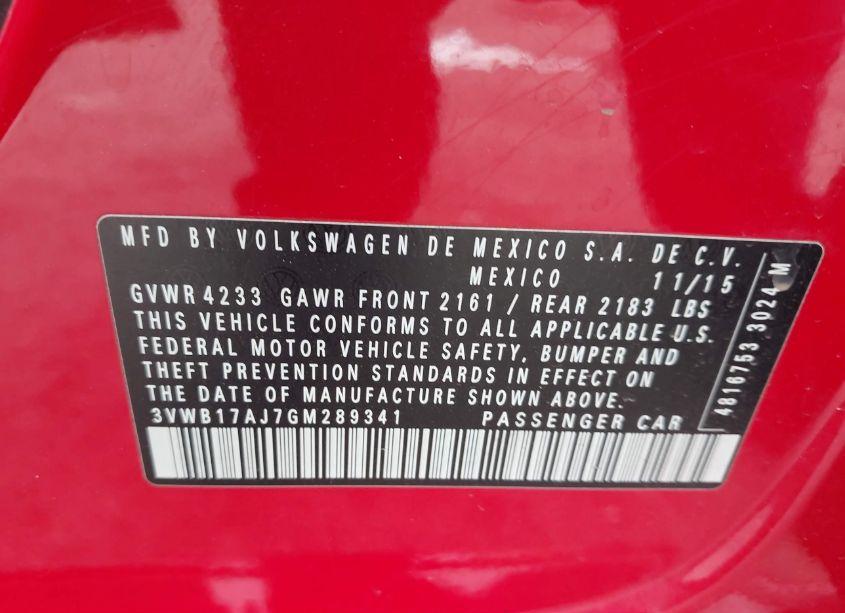 MFD BY VOLKSWAGEN DE MEXICO S.A. DE C.V.
MEXICO 11/15
GVWR 4233 GAWR FRONT 2161 / REAR 2183 LBS
THIS VEHICLE CONFORMS TO ALL APPLICABLE U.S.
FEDERAL MOTOR VEHICLE SAFETY, BUMPER AND
THEFT PREVENTION STANDARDS IN EFFECT ON
THE DATE OF MANUFACTURE SHOWN ABOVE.
3VWB17AJ7GM289341 PASSENGER CAR
4816753 3024 M